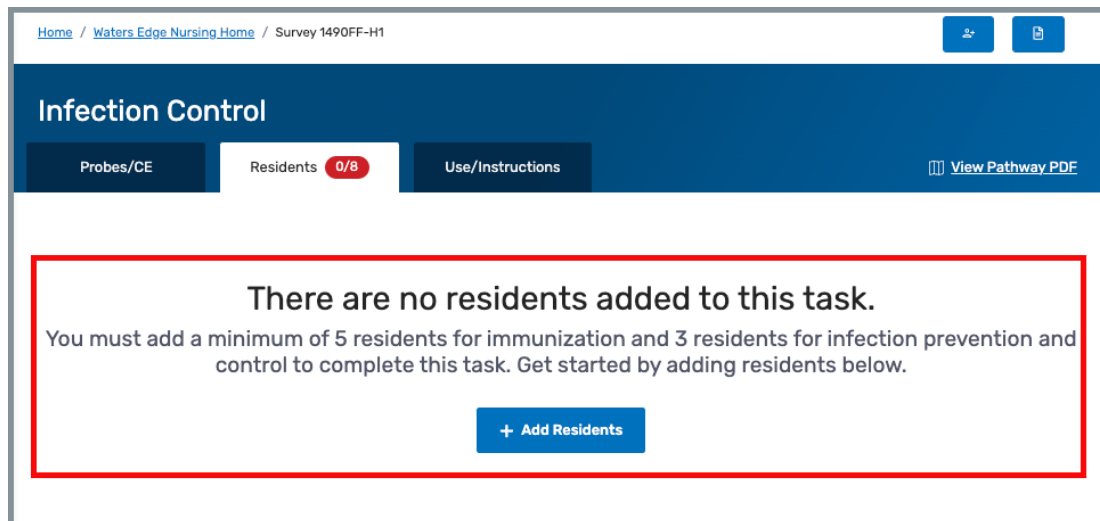 Home / Waters Edge Nursing Home / Survey 1490FF-H1
Infection Control
Probes/CE
Residents 0/8
Use/Instructions
View Pathway PDF
There are no residents added to this task.
You must add a minimum of 5 residents for immunization and 3 residents for infection prevention and
control to complete this task. Get started by adding residents below.
+ Add Residents